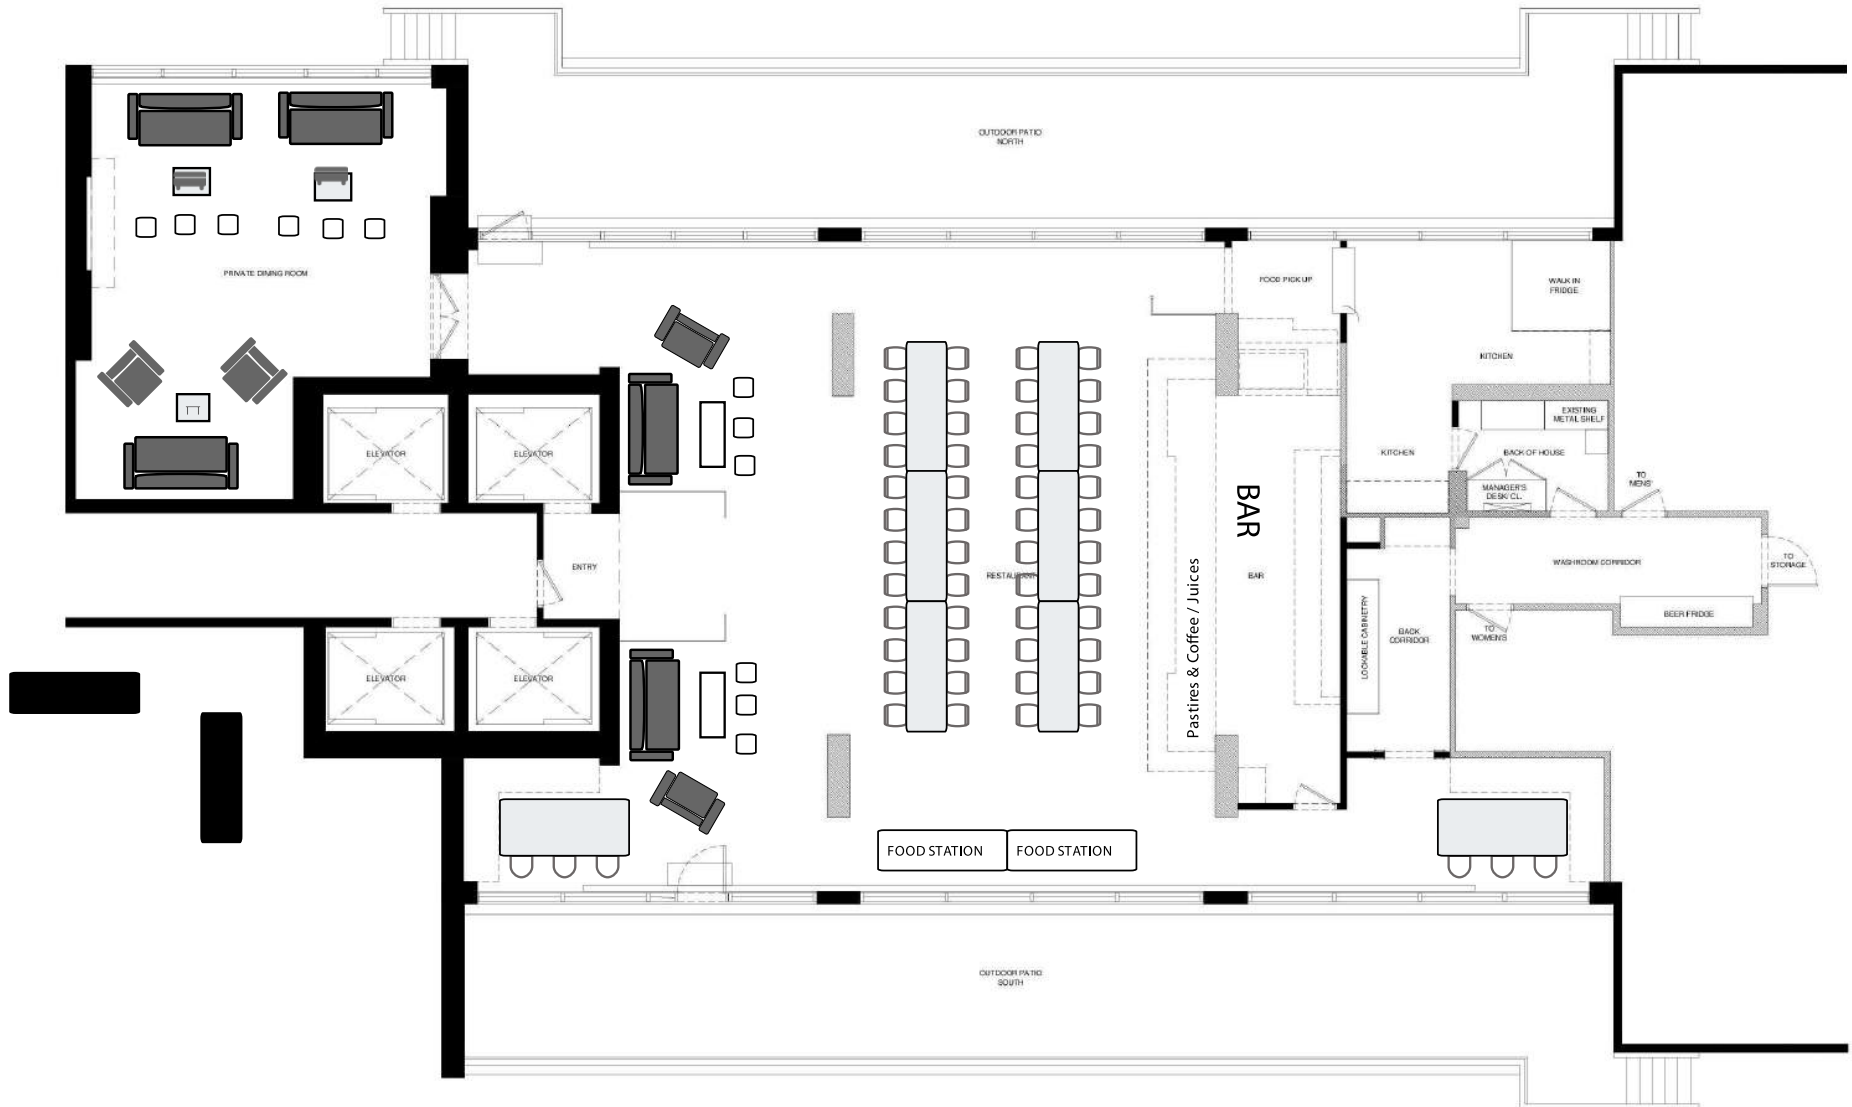 OUTDOOR PATIO
NORTH
PRIVATE DINING ROOM
FOOD PICK UP
WALK IN
FRIDGE
KITCHEN
EXISTING
METAL SHELF
ELEVATOR
ELEVATOR
KITCHEN
BACK OF HOUSE
MANAGER'S
DESK/ CL.
TO
'MENS'
BAR
ENTRY
RESTAURANT
BAR
Pastires & Coffee / Juices
WASHROOM CORRIDOR
TO
STORAGE
LOCKABLE CABINETRY
BACK
CORRIDOR
TO
WOMEN'S
BEER FRIDGE
ELEVATOR
ELEVATOR
FOOD STATION
FOOD STATION
OUTDOOR PATIO
SOUTH